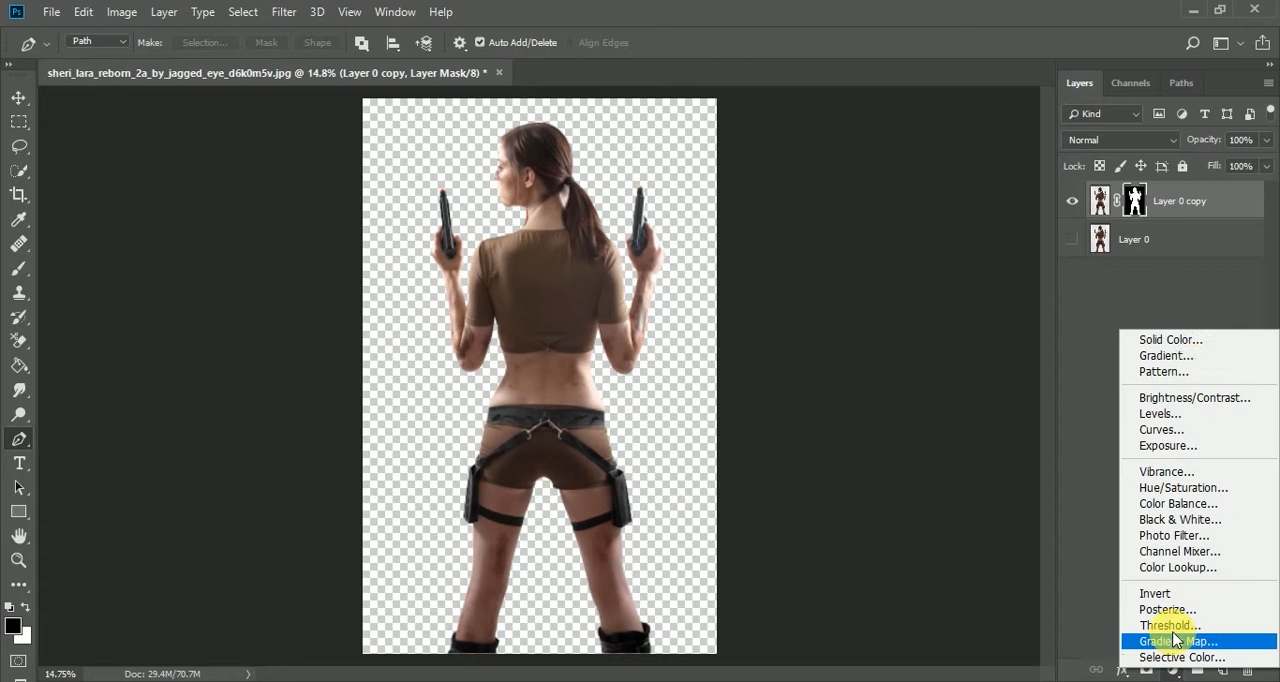 Ps File Edit Image Layer Type Select Filter 3D View Window Help
Path Make: Selection... Mask Shape Auto Add/Delete Align Edges
sheri_lara_reborn_2a_by_jagged_eye_d6k0m5v.jpg @ 14.8% (Layer 0 copy, Layer Mask/8) *
Layers Channels Paths
Kind
Normal Opacity: 100%
Lock: Fill: 100%
Layer 0 copy
Layer 0
Solid Color...
Gradient...
Pattern...
Brightness/Contrast...
Levels...
Curves...
Exposure...
Vibrance...
Hue/Saturation...
Color Balance...
Black & White...
Photo Filter...
Channel Mixer...
Color Lookup...
Invert
Posterize...
Threshold...
Gradient Map...
Selective Color...
14.75% Doc: 29.4M/70.7M